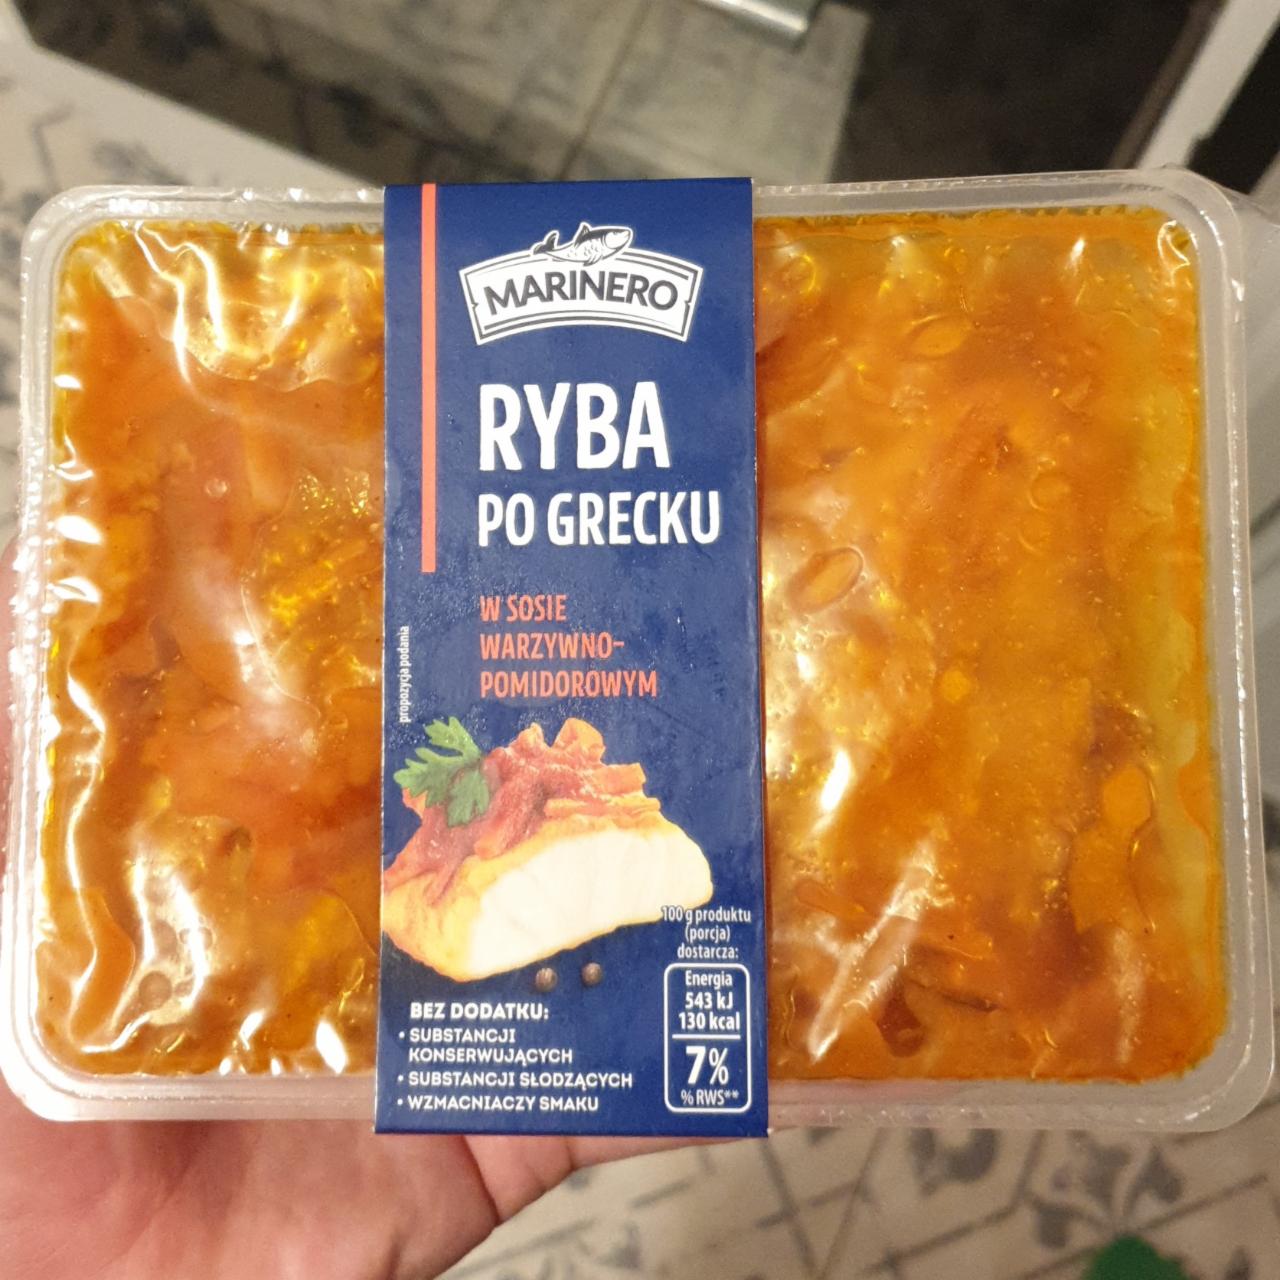 MARINERO
RYBA
PO GRECKU
W SOSIE
WARZYWNO-
POMIDOROWYM
propozycja podania
100 g produktu
(porcja)
dostarcza:
Energia
543 kJ
130 kcal
7%
% RWS**
BEZ DODATKU:
• SUBSTANCJI
KONSERWUJĄCYCH
• SUBSTANCJI SŁODZĄCYCH
• WZMACNIACZY SMAKU